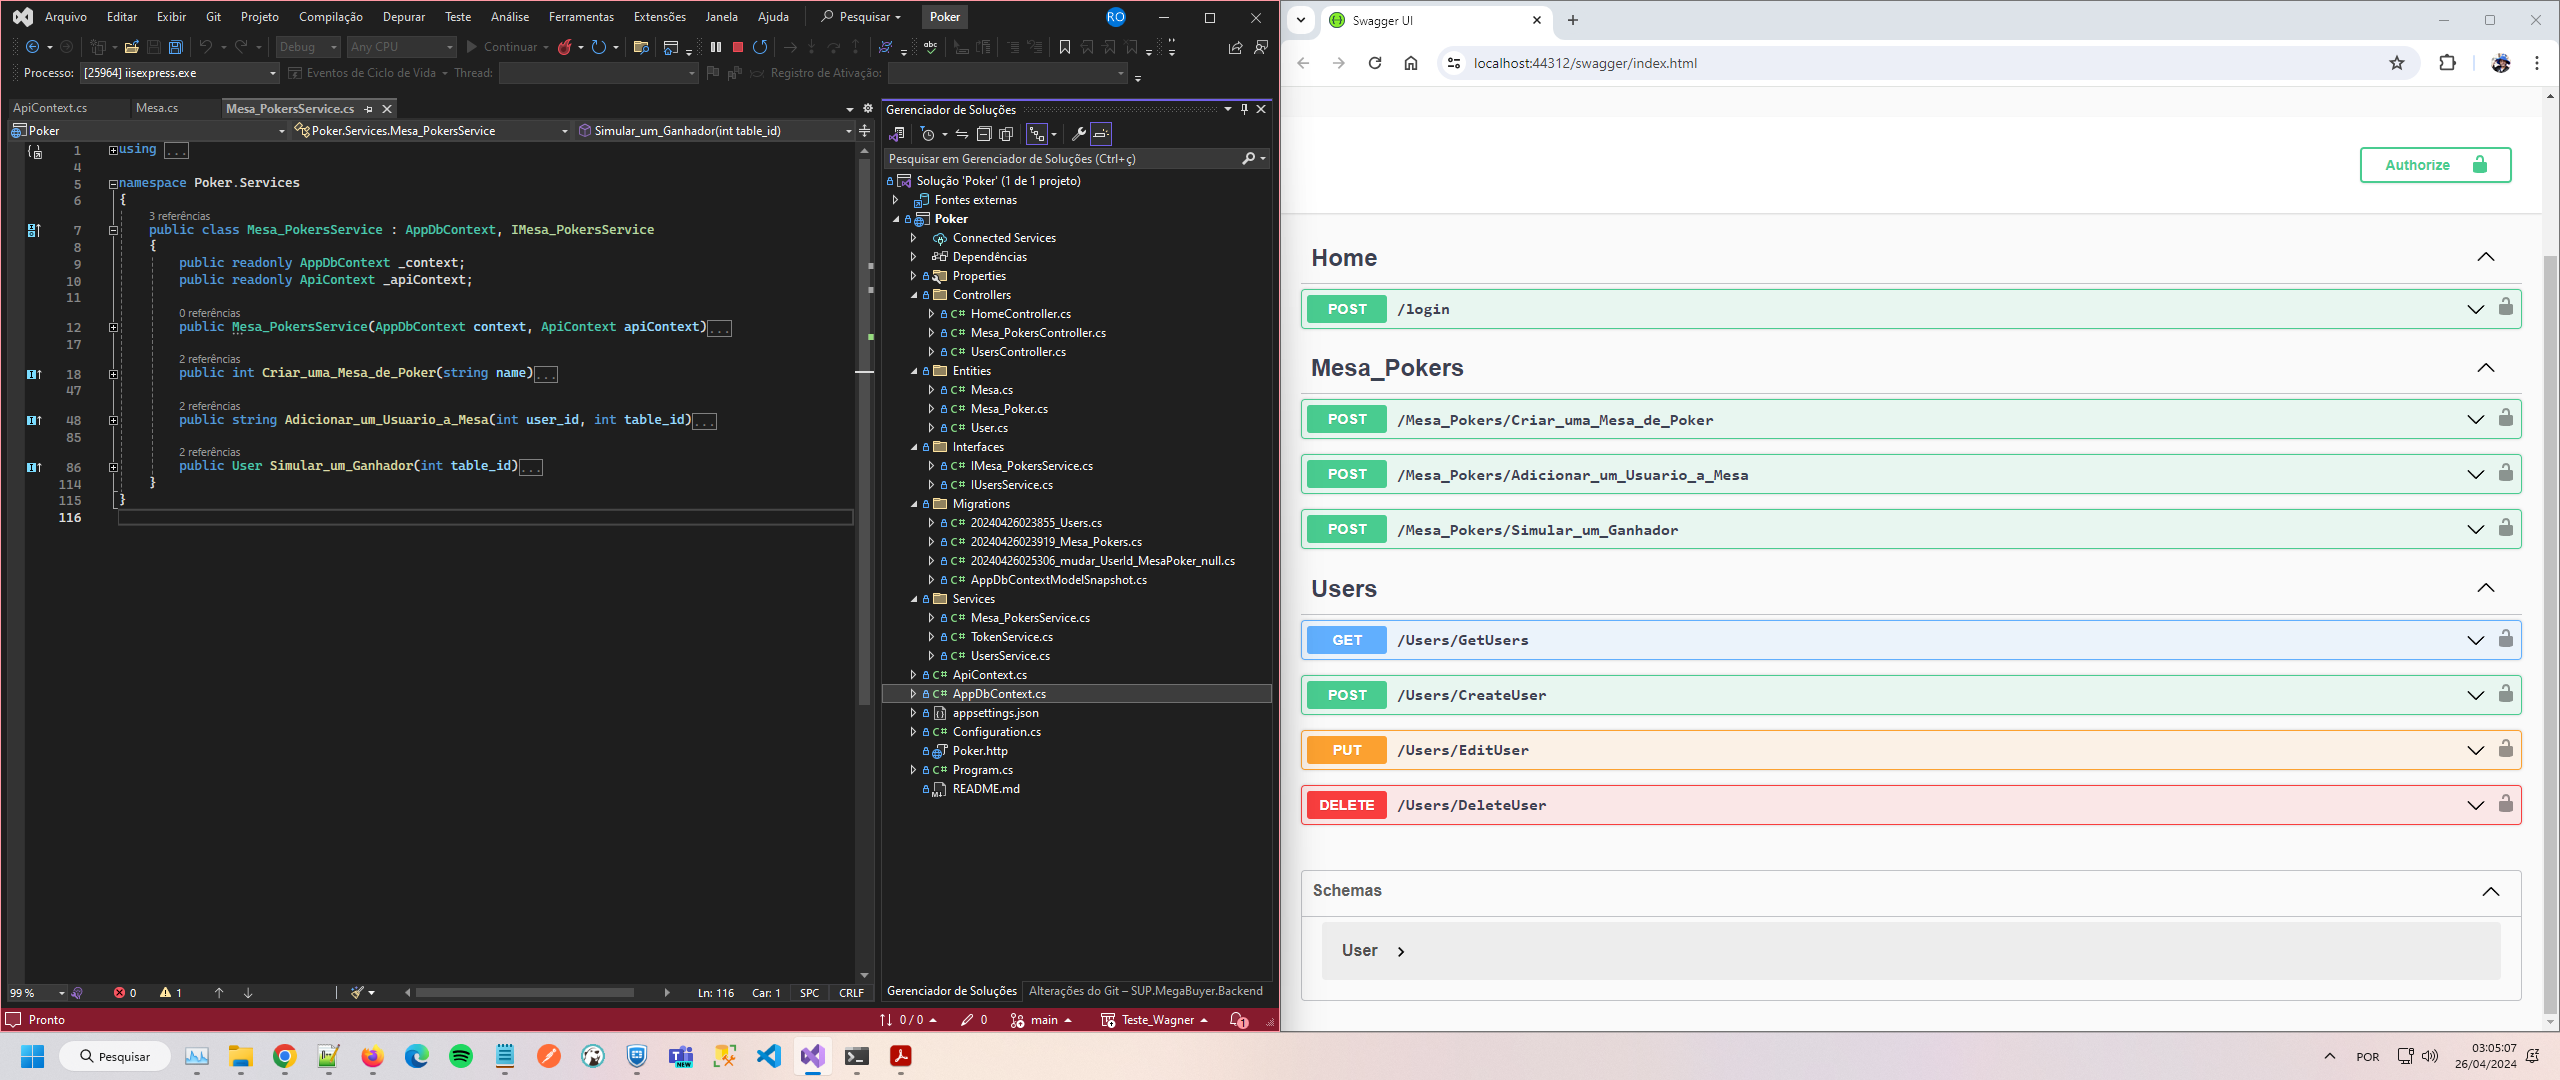 Arquivo Editar Exibir Git Projeto Compilação Depurar Teste Análise Ferramentas Extensões Janela Ajuda Pesquisar Poker RO
Debug Any CPU Continuar
Processo: [25964] iisexpress.exe Eventos de Ciclo de Vida Thread: Registro de Ativação:
ApiContext.cs Mesa.cs Mesa_PokersService.cs
Poker Poker.Services.Mesa_PokersService Simular_um_Ganhador(int table_id)
1 using ...
4
5 namespace Poker.Services
6 {
3 referências
7 public class Mesa_PokersService : AppDbContext, IMesa_PokersService
8 {
9 public readonly AppDbContext _context;
10 public readonly ApiContext _apiContext;
11
0 referências
12 public Mesa_PokersService(AppDbContext context, ApiContext apiContext)...
17
2 referências
18 public int Criar_uma_Mesa_de_Poker(string name)...
47
2 referências
48 public string Adicionar_um_Usuario_a_Mesa(int user_id, int table_id)...
85
2 referências
86 public User Simular_um_Ganhador(int table_id)...
114 }
115 }
116
99 % 0 1 Ln: 116 Car: 1 SPC CRLF
Gerenciador de Soluções
Pesquisar em Gerenciador de Soluções (Ctrl+ç)
Solução 'Poker' (1 de 1 projeto)
Fontes externas
Poker
Connected Services
Dependências
Properties
Controllers
C# HomeController.cs
C# Mesa_PokersController.cs
C# UsersController.cs
Entities
C# Mesa.cs
C# Mesa_Poker.cs
C# User.cs
Interfaces
C# IMesa_PokersService.cs
C# IUsersService.cs
Migrations
C# 20240426023855_Users.cs
C# 20240426023919_Mesa_Pokers.cs
C# 20240426025306_mudar_UserId_MesaPoker_null.cs
C# AppDbContextModelSnapshot.cs
Services
C# Mesa_PokersService.cs
C# TokenService.cs
C# UsersService.cs
C# ApiContext.cs
C# AppDbContext.cs
appsettings.json
C# Configuration.cs
Poker.http
C# Program.cs
README.md
Gerenciador de Soluções Alterações do Git – SUP.MegaBuyer.Backend
Pronto 0 / 0 0 main Teste_Wagner 1
Swagger UI
localhost:44312/swagger/index.html
Authorize
Home
POST /login
Mesa_Pokers
POST /Mesa_Pokers/Criar_uma_Mesa_de_Poker
POST /Mesa_Pokers/Adicionar_um_Usuario_a_Mesa
POST /Mesa_Pokers/Simular_um_Ganhador
Users
GET /Users/GetUsers
POST /Users/CreateUser
PUT /Users/EditUser
DELETE /Users/DeleteUser
Schemas
User
Pesquisar NEW POR 03:05:07
26/04/2024